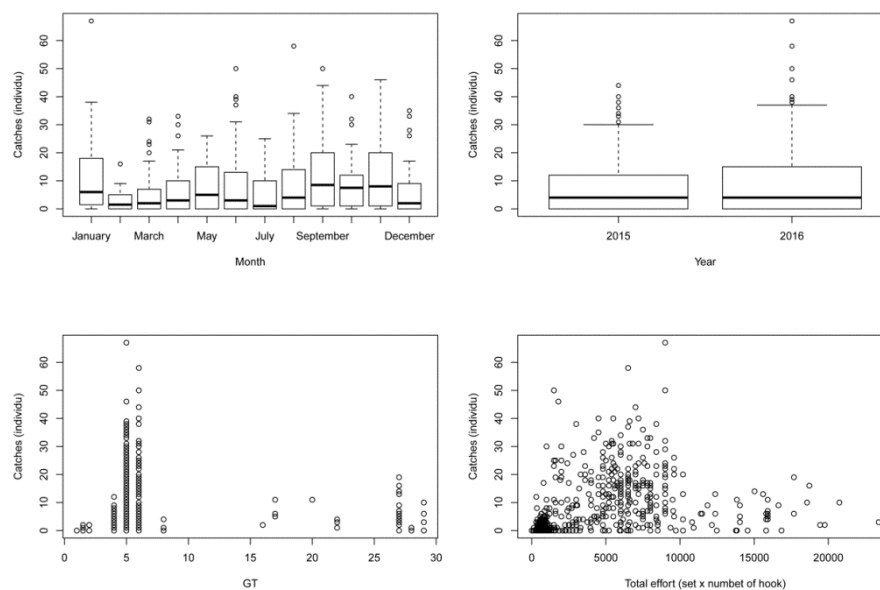 Catches (individu)
0 10 20 30 40 50 60
January March May July September December
Month
Catches (individu)
0 10 20 30 40 50 60
2015 2016
Year
Catches (individu)
0 10 20 30 40 50 60
0 5 10 15 20 25 30
GT
Catches (individu)
0 10 20 30 40 50 60
0 5000 10000 15000 20000
Total effort (set x numbet of hook)